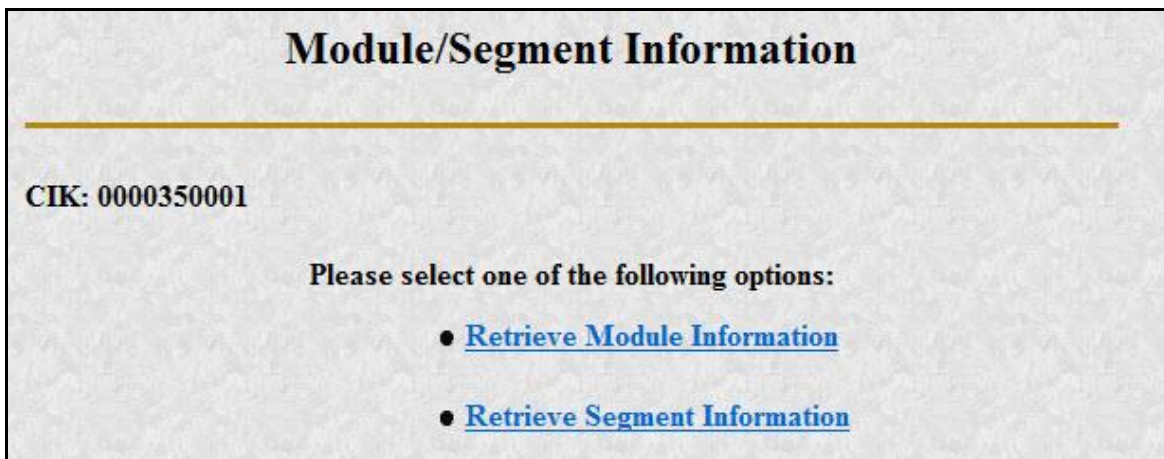 Module/Segment Information
CIK: 0000350001
Please select one of the following options:
● Retrieve Module Information
● Retrieve Segment Information